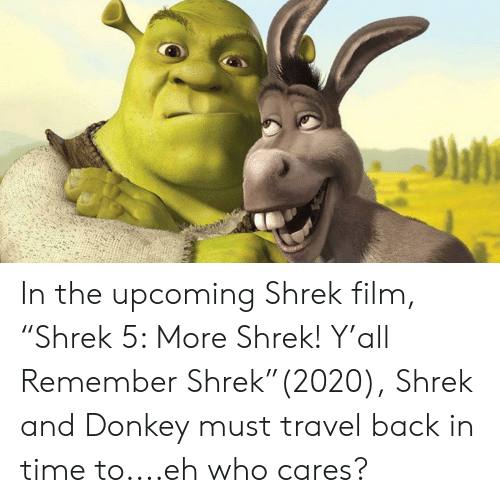 In the upcoming Shrek film,
“Shrek 5: More Shrek! Y’all
Remember Shrek”(2020), Shrek
and Donkey must travel back in
time to....eh who cares?